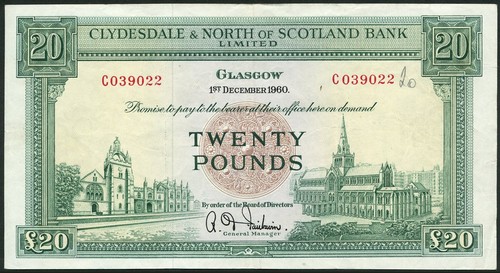 20 CLYDESDALE & NORTH OF SCOTLAND BANK 20
LIMITED
C039022 GLASGOW C039022 20
1ST DECEMBER 1960.
Promise to pay to the bearer at their office here on demand
TWENTY
POUNDS
By order of the Board of Directors
General Manager
£20 £20